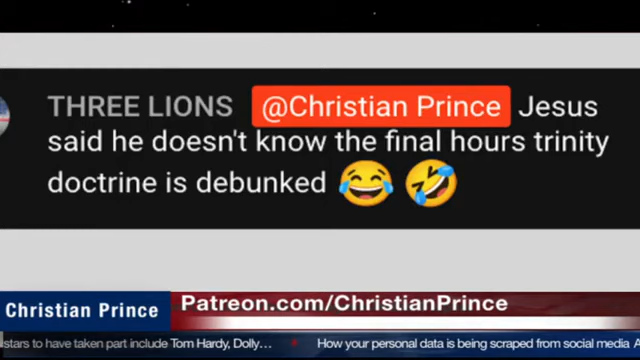 THREE LIONS @Christian Prince Jesus
said he doesn't know the final hours trinity
doctrine is debunked 😂 🤣
Christian Prince
Patreon.com/ChristianPrince
stars to have taken part include Tom Hardy, Dolly... How your personal data is being scraped from social media